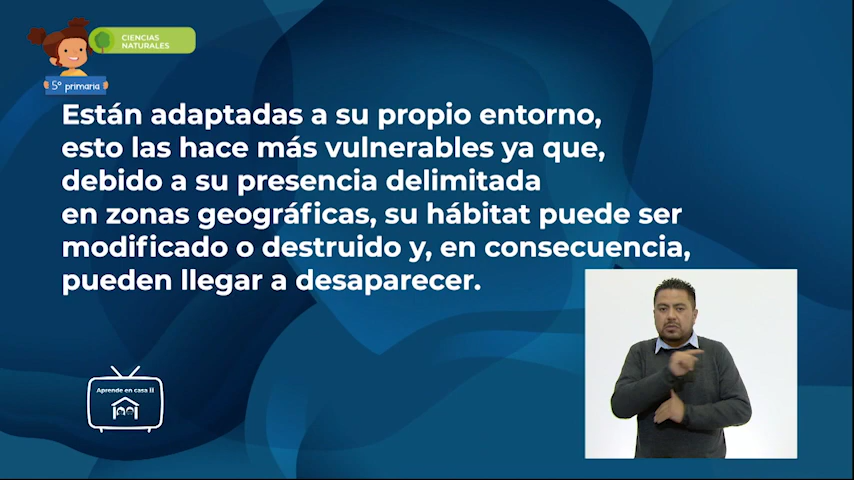 CIENCIAS
NATURALES
5° primaria
Están adaptadas a su propio entorno,
esto las hace más vulnerables ya que,
debido a su presencia delimitada
en zonas geográficas, su hábitat puede ser
modificado o destruido y, en consecuencia,
pueden llegar a desaparecer.
Aprende en casa II